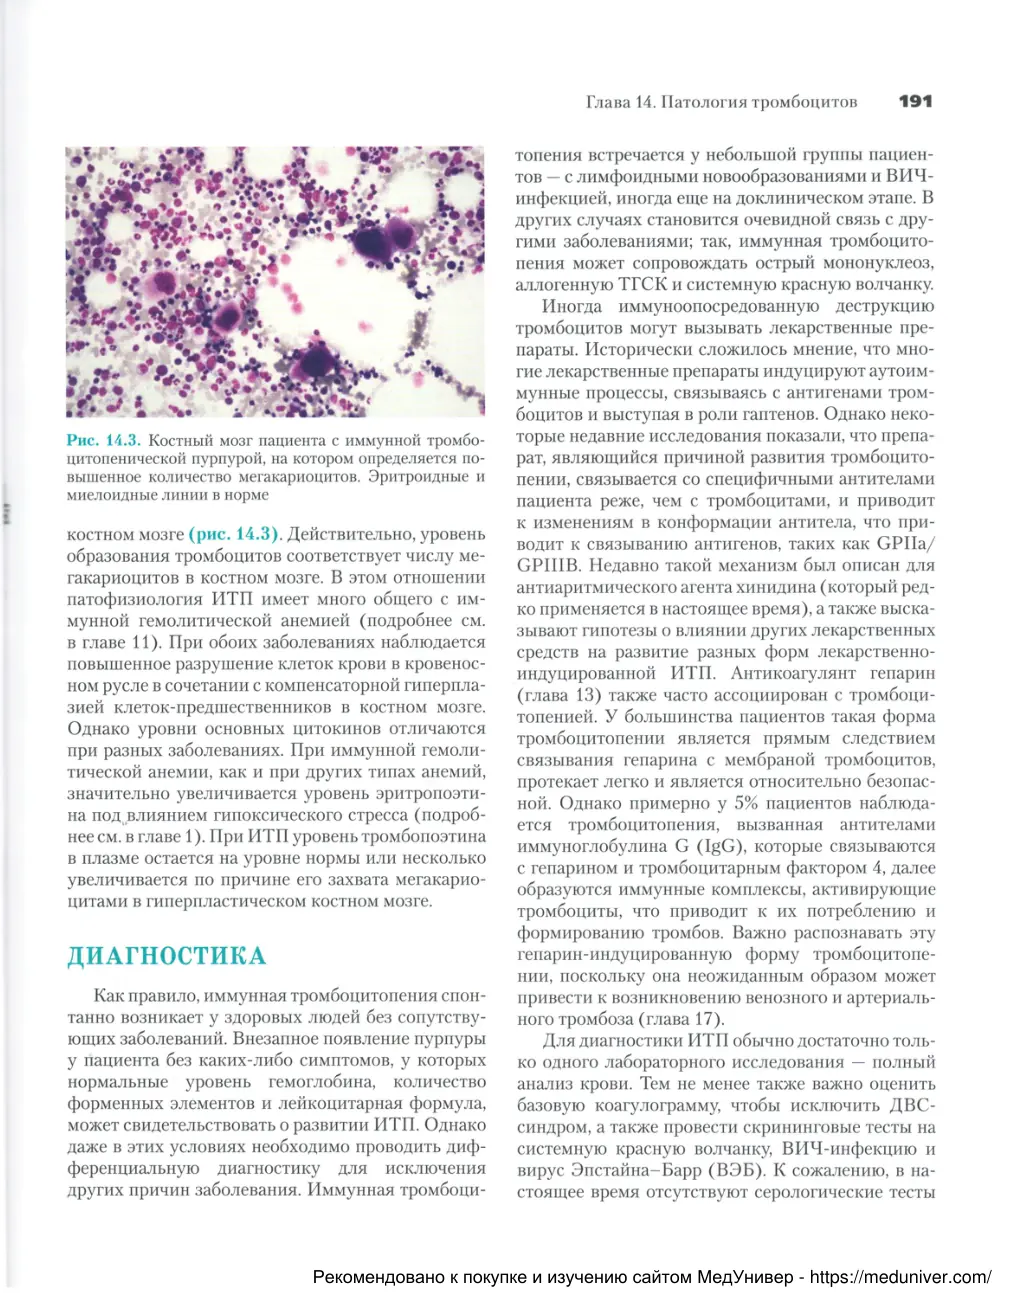 Глава 14. Патология тромбоцитов 191
Рис. 14.3. Костный мозг пациента с иммунной тромбо-
цитопенической пурпурой, на котором определяется по-
вышенное количество мегакариоцитов. Эритроидные и
миелоидные линии в норме
костном мозге (рис. 14.3). Действительно, уровень
образования тромбоцитов соответствует числу ме-
гакариоцитов в костном мозге. В этом отношении
патофизиология ИТП имеет много общего с им-
мунной гемолитической анемией (подробнее см.
в главе 11). При обоих заболеваниях наблюдается
повышенное разрушение клеток крови в кровенос-
ном русле в сочетании с компенсаторной гиперпла-
зией клеток-предшественников в костном мозге.
Однако уровни основных цитокинов отличаются
при разных заболеваниях. При иммунной гемоли-
тической анемии, как и при других типах анемий,
значительно увеличивается уровень эритропоэти-
на под влиянием гипоксического стресса (подроб-
нее см. в главе 1). При ИТП уровень тромбопоэтина
в плазме остается на уровне нормы или несколько
увеличивается по причине его захвата мегакарио-
цитами в гиперпластическом костном мозге.
ДИАГНОСТИКА
Как правило, иммунная тромбоцитопения спон-
танно возникает у здоровых людей без сопутству-
ющих заболеваний. Внезапное появление пурпуры
у пациента без каких-либо симптомов, у которых
нормальные уровень гемоглобина, количество
форменных элементов и лейкоцитарная формула,
может свидетельствовать о развитии ИТП. Однако
даже в этих условиях необходимо проводить диф-
ференциальную диагностику для исключения
других причин заболевания. Иммунная тромбоци-
топения встречается у небольшой группы пациен-
тов — с лимфоидными новообразованиями и ВИЧ-
инфекцией, иногда еще на доклиническом этапе. В
других случаях становится очевидной связь с дру-
гими заболеваниями; так, иммунная тромбоцито-
пения может сопровождать острый мононуклеоз,
аллогенную ТГСК и системную красную волчанку.
Иногда иммуноопосредованную деструкцию
тромбоцитов могут вызывать лекарственные пре-
параты. Исторически сложилось мнение, что мно-
гие лекарственные препараты индуцируют аутоим-
мунные процессы, связываясь с антигенами тром-
боцитов и выступая в роли гаптенов. Однако неко-
торые недавние исследования показали, что препа-
рат, являющийся причиной развития тромбоцито-
пении, связывается со специфичными антителами
пациента реже, чем с тромбоцитами, и приводит
к изменениям в конформации антитела, что при-
водит к связыванию антигенов, таких как GPIIa/
GPIIIB. Недавно такой механизм был описан для
антиаритмического агента хинидина (который ред-
ко применяется в настоящее время), а также выска-
зывают гипотезы о влиянии других лекарственных
средств на развитие разных форм лекарственно-
индуцированной ИТП. Антикоагулянт гепарин
(глава 13) также часто ассоциирован с тромбоци-
топенией. У большинства пациентов такая форма
тромбоцитопении является прямым следствием
связывания гепарина с мембраной тромбоцитов,
протекает легко и является относительно безопас-
ной. Однако примерно у 5% пациентов наблюда-
ется тромбоцитопения, вызванная антителами
иммуноглобулина G (IgG), которые связываются
с гепарином и тромбоцитарным фактором 4, далее
образуются иммунные комплексы, активирующие
тромбоциты, что приводит к их потреблению и
формированию тромбов. Важно распознавать эту
гепарин-индуцированную форму тромбоцитопе-
нии, поскольку она неожиданным образом может
привести к возникновению венозного и артериаль-
ного тромбоза (глава 17).
Для диагностики ИТП обычно достаточно толь-
ко одного лабораторного исследования — полный
анализ крови. Тем не менее также важно оценить
базовую коагулограмму, чтобы исключить ДВС-
синдром, а также провести скрининговые тесты на
системную красную волчанку, ВИЧ-инфекцию и
вирус Эпстайна–Барр (ВЭБ). К сожалению, в на-
стоящее время отсутствуют серологические тесты
Рекомендовано к покупке и изучению сайтом МедУнивер - https://meduniver.com/